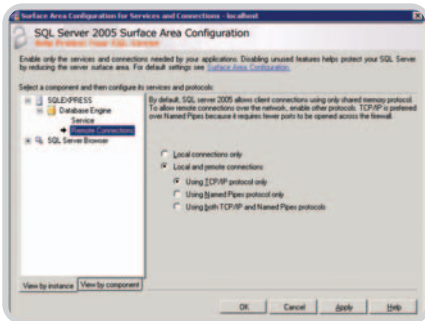 Surface Area Configuration for Services and Connections - localhost
SQL Server 2005 Surface Area Configuration
Help Protect Your SQL Server
Enable only the services and connections needed by your applications. Disabling unused features helps protect your SQL Server
by reducing the server surface area. For default settings see Surface Area Configuration.
Select a component and then configure its services and protocols:
SQLEXPRESS
Database Engine
Service
Remote Connections
SQL Server Browser
By default, SQL server 2005 allows client connections using only shared memory protocol.
To allow remote connections over the network, enable other protocols. TCP/IP is preferred
over Named Pipes because it requires fewer ports to be opened across the firewall.
Local connections only
Local and remote connections
Using TCP/IP protocol only
Using Named Pipes protocol only
Using both TCP/IP and Named Pipes protocols
View by instance
View by component
OK
Cancel
Apply
Help